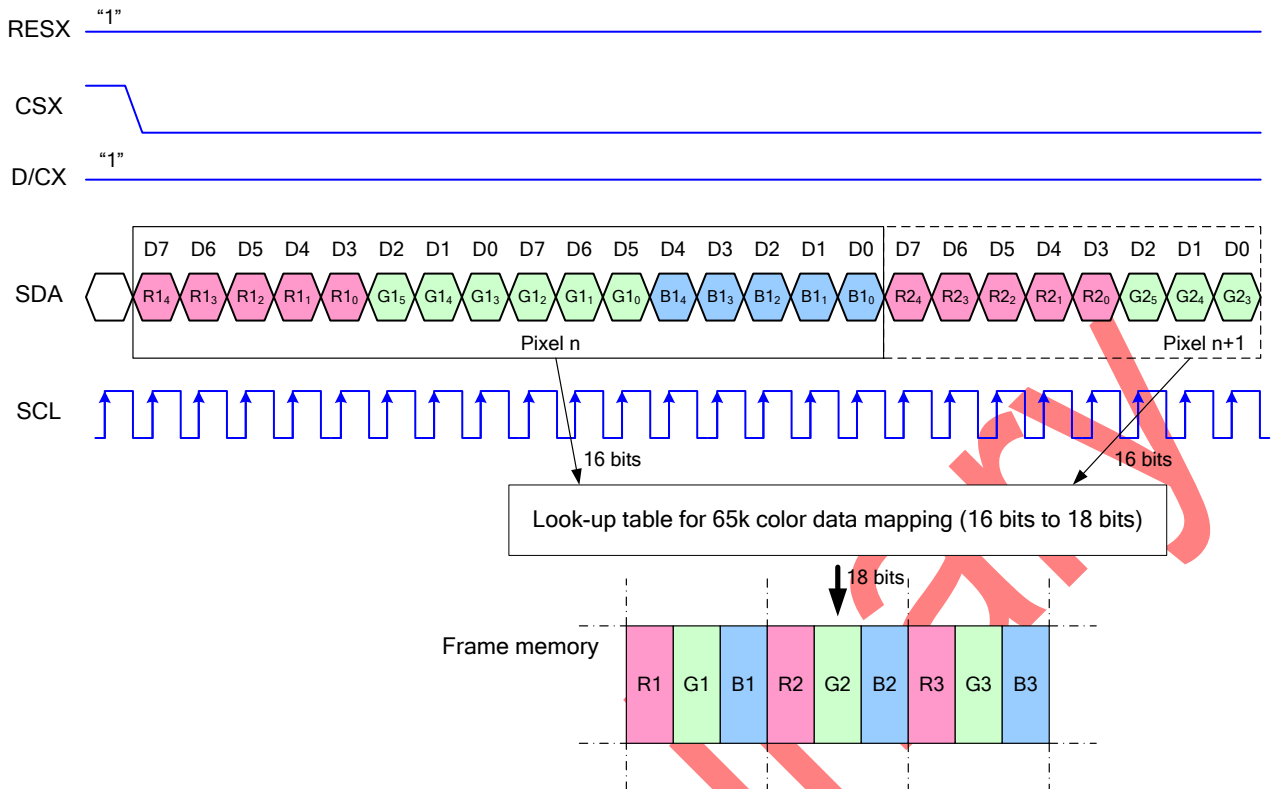 “1”
RESX
CSX
“1”
D/CX
D7 D6 D5 D4 D3 D2 D1 D0 D7 D6 D5 D4 D3 D2 D1 D0 D7 D6 D5 D4 D3 D2 D1 D0
SDA R1₄ R1₃ R1₂ R1₁ R1₀ G1₅ G1₄ G1₃ G1₂ G1₁ G1₀ B1₄ B1₃ B1₂ B1₁ B1₀ R2₄ R2₃ R2₂ R2₁ R2₀ G2₅ G2₄ G2₃
Pixel n Pixel n+1
SCL
16 bits 16 bits
Look-up table for 65k color data mapping (16 bits to 18 bits)
18 bits
Frame memory
R1 G1 B1 R2 G2 B2 R3 G3 B3